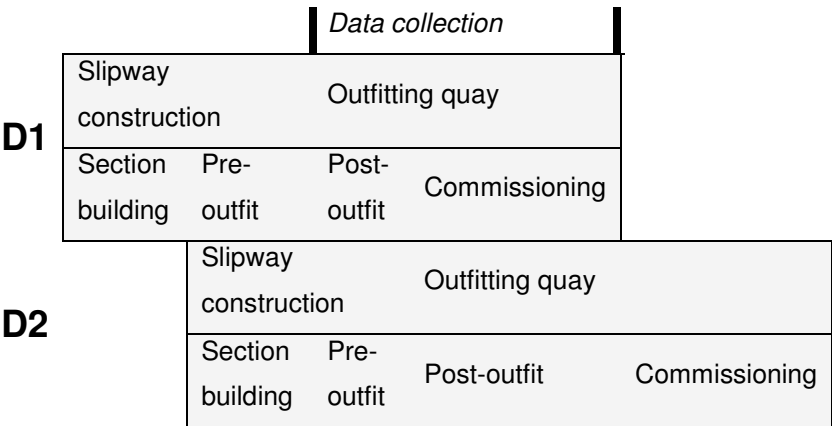 Data collection
D1
Slipway
construction
Outfitting quay
Section
building
Pre-
outfit
Post-
outfit
Commissioning
D2
Slipway
construction
Outfitting quay
Section
building
Pre-
outfit
Post-outfit
Commissioning